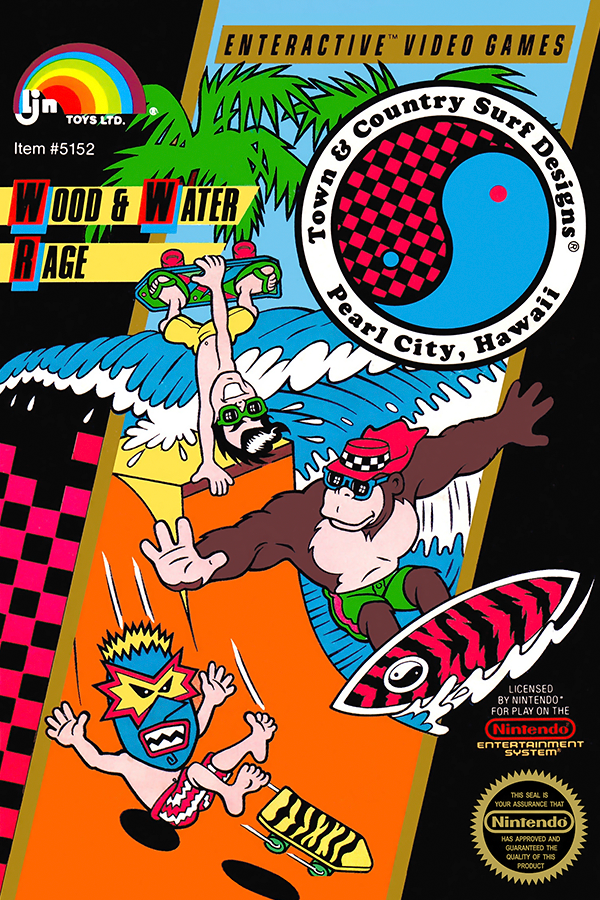 ENTERACTIVE™ VIDEO GAMES
ljn
TOYS LTD.®
Item #5152
Town & Country Surf Designs®
Pearl City, Hawaii
WOOD & WATER
RAGE
LICENSED
BY NINTENDO®
FOR PLAY ON THE
Nintendo®
ENTERTAINMENT
SYSTEM®
THIS SEAL IS
YOUR ASSURANCE THAT
Nintendo®
HAS APPROVED AND
GUARANTEED THE
QUALITY OF THIS
PRODUCT